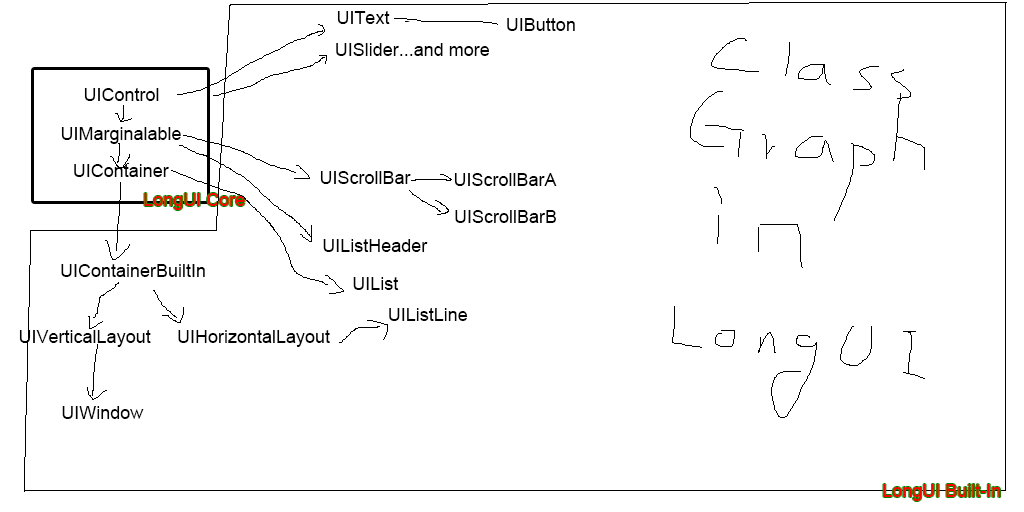 UIText
UIButton
UISlider...and more
UIControl
UIMarginalable
UIContainer
LongUI Core
UIScrollBar
UIScrollBarA
UIScrollBarB
UIListHeader
UIContainerBuiltIn
UIList
UIListLine
UIVerticalLayout
UIHorizontalLayout
UIWindow
Class
Graph
in
LongUI
LongUI Built-In